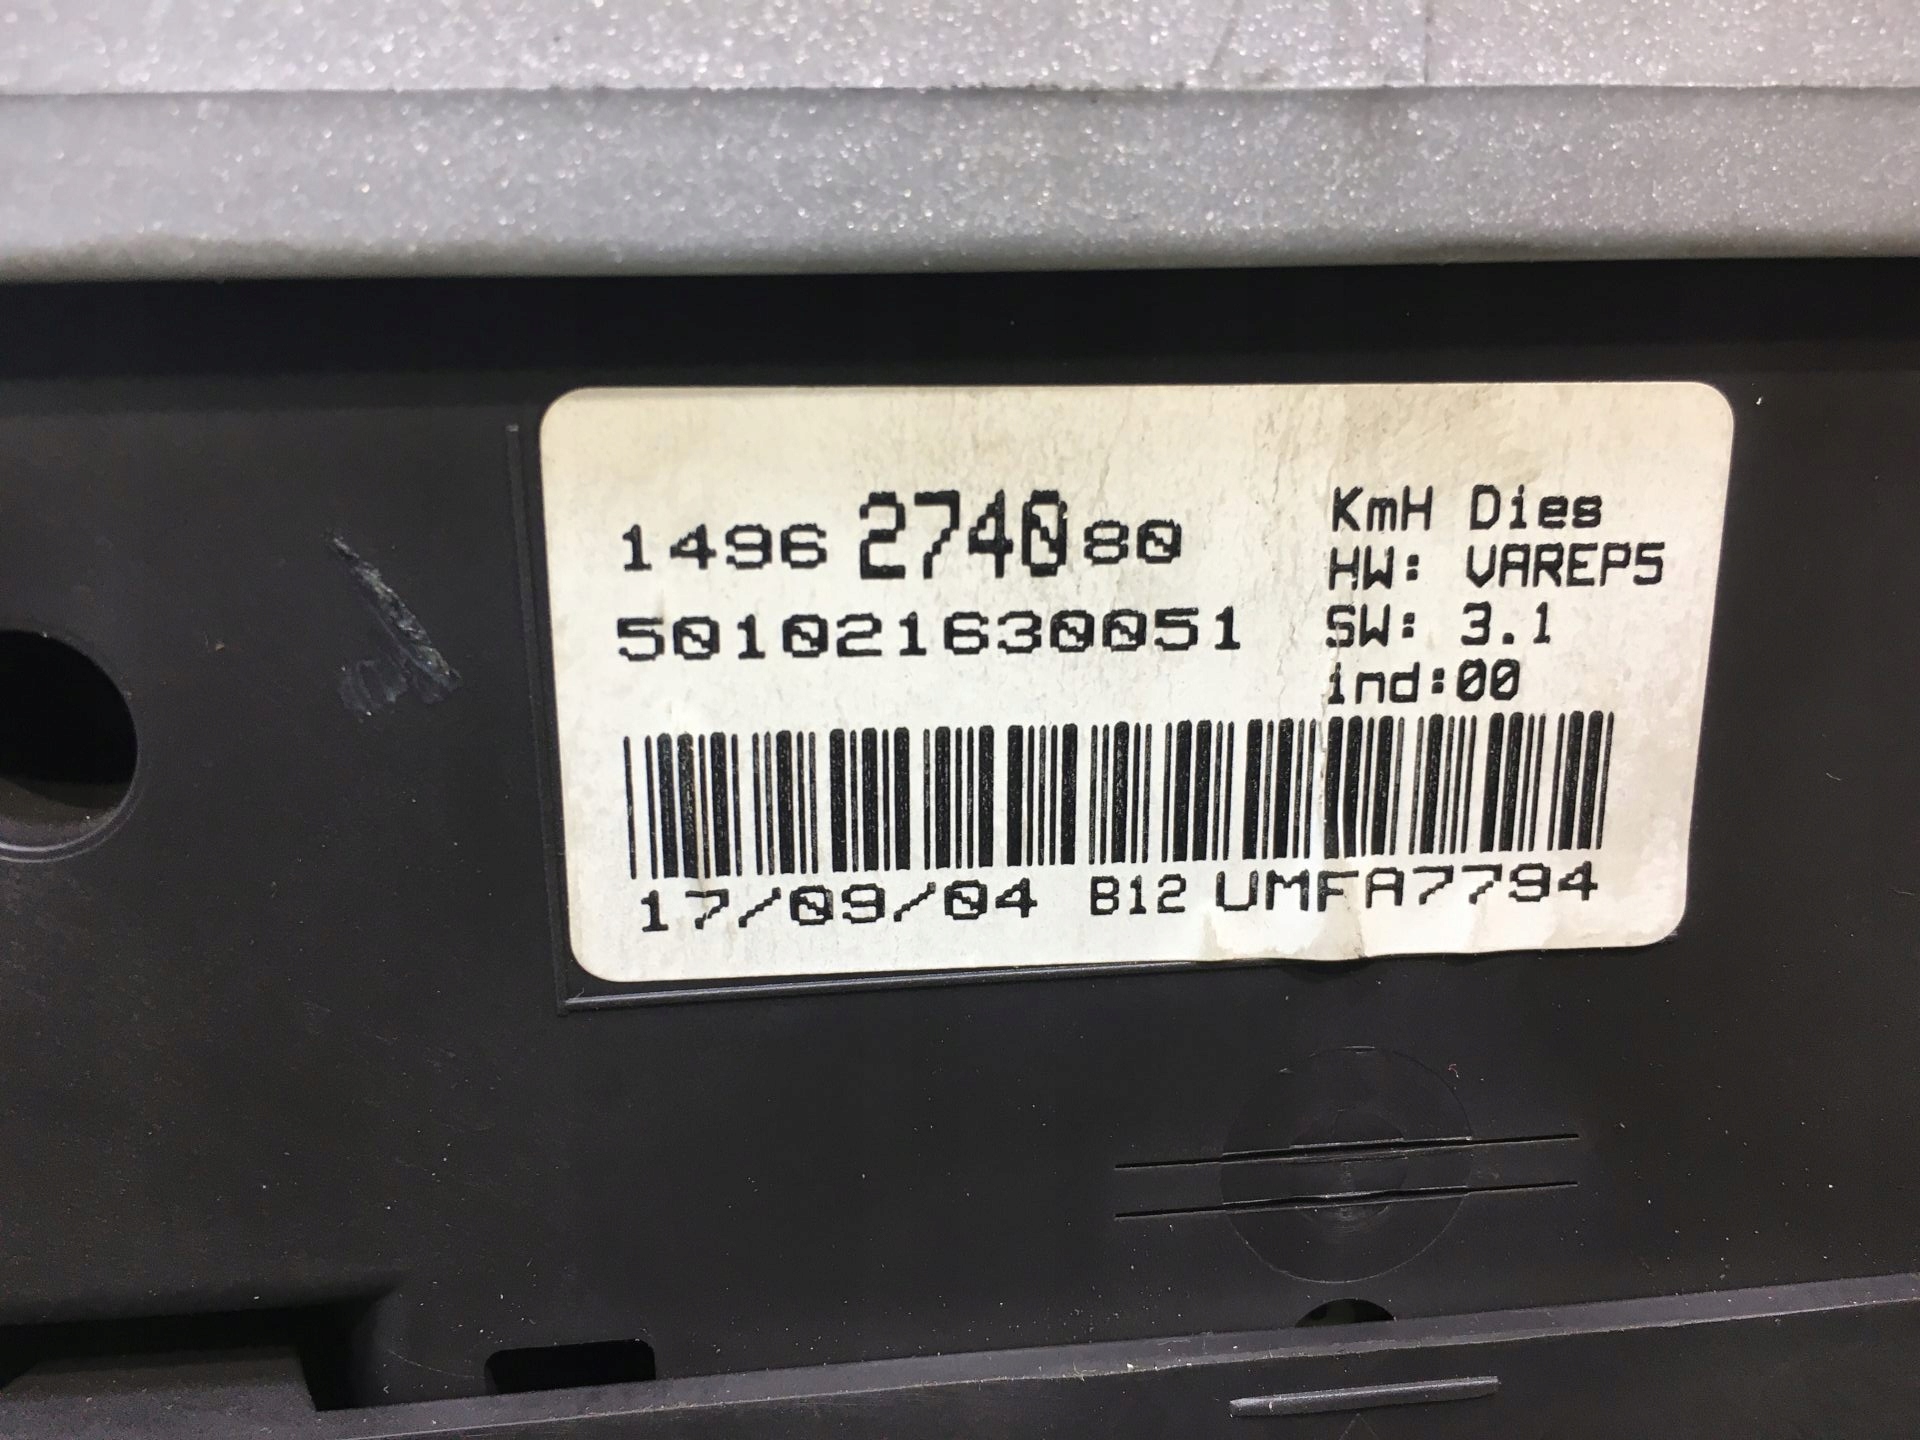 1496 2740 80
501021630051
KmH Dies
HW: VAREP5
SW: 3.1
ind:00
17/09/04 B12 UMFA7794